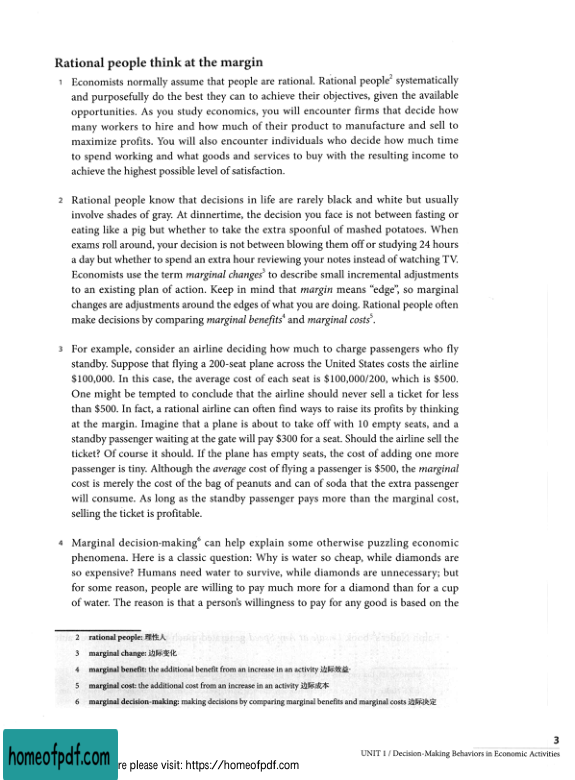 Rational people think at the margin
1 Economists normally assume that people are rational. Rational people² systematically
and purposefully do the best they can to achieve their objectives, given the available
opportunities. As you study economics, you will encounter firms that decide how
many workers to hire and how much of their product to manufacture and sell to
maximize profits. You will also encounter individuals who decide how much time
to spend working and what goods and services to buy with the resulting income to
achieve the highest possible level of satisfaction.
2 Rational people know that decisions in life are rarely black and white but usually
involve shades of gray. At dinnertime, the decision you face is not between fasting or
eating like a pig but whether to take the extra spoonful of mashed potatoes. When
exams roll around, your decision is not between blowing them off or studying 24 hours
a day but whether to spend an extra hour reviewing your notes instead of watching TV.
Economists use the term marginal changes³ to describe small incremental adjustments
to an existing plan of action. Keep in mind that margin means “edge”, so marginal
changes are adjustments around the edges of what you are doing. Rational people often
make decisions by comparing marginal benefits⁴ and marginal costs⁵.
3 For example, consider an airline deciding how much to charge passengers who fly
standby. Suppose that flying a 200-seat plane across the United States costs the airline
$100,000. In this case, the average cost of each seat is $100,000/200, which is $500.
One might be tempted to conclude that the airline should never sell a ticket for less
than $500. In fact, a rational airline can often find ways to raise its profits by thinking
at the margin. Imagine that a plane is about to take off with 10 empty seats, and a
standby passenger waiting at the gate will pay $300 for a seat. Should the airline sell the
ticket? Of course it should. If the plane has empty seats, the cost of adding one more
passenger is tiny. Although the average cost of flying a passenger is $500, the marginal
cost is merely the cost of the bag of peanuts and can of soda that the extra passenger
will consume. As long as the standby passenger pays more than the marginal cost,
selling the ticket is profitable.
4 Marginal decision-making⁶ can help explain some otherwise puzzling economic
phenomena. Here is a classic question: Why is water so cheap, while diamonds are
so expensive? Humans need water to survive, while diamonds are unnecessary; but
for some reason, people are willing to pay much more for a diamond than for a cup
of water. The reason is that a person's willingness to pay for any good is based on the
2 rational people: 理性人
3 marginal change: 边际变化
4 marginal benefit: the additional benefit from an increase in an activity 边际效益
5 marginal cost: the additional cost from an increase in an activity 边际成本
6 marginal decision-making: making decisions by comparing marginal benefits and marginal costs 边际决定
3
UNIT 1 / Decision-Making Behaviors in Economic Activities
homeofpdf.com
re please visit: https://homeofpdf.com